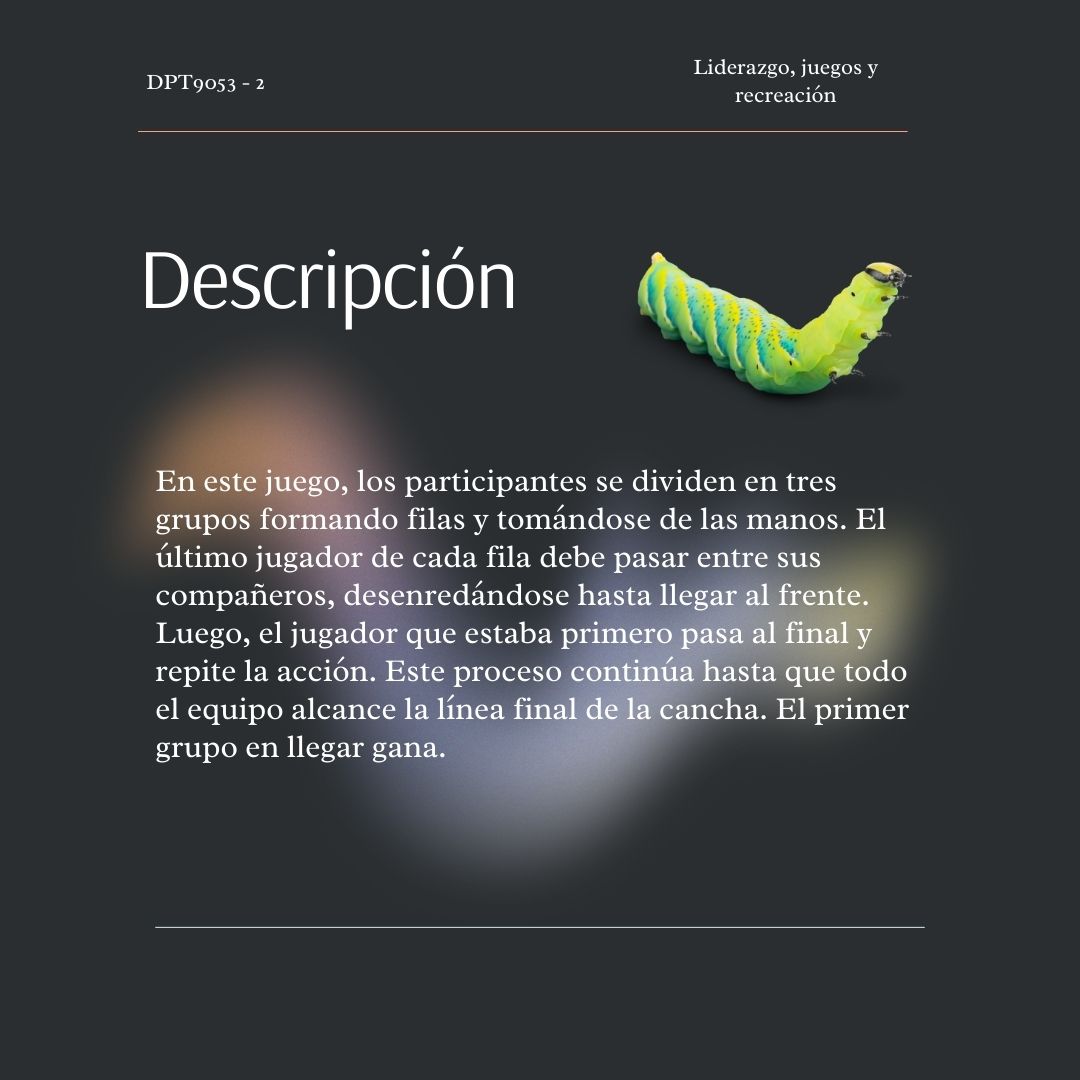 DPT9053 - 2
Liderazgo, juegos y
recreación
Descripción
En este juego, los participantes se dividen en tres
grupos formando filas y tomándose de las manos. El
último jugador de cada fila debe pasar entre sus
compañeros, desenredándose hasta llegar al frente.
Luego, el jugador que estaba primero pasa al final y
repite la acción. Este proceso continúa hasta que todo
el equipo alcance la línea final de la cancha. El primer
grupo en llegar gana.